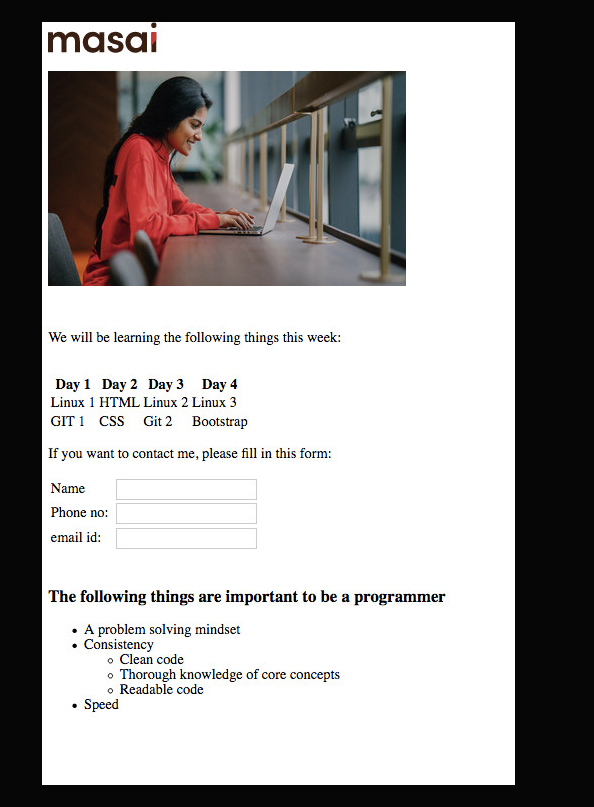 masai
We will be learning the following things this week:
Day 1 Day 2 Day 3 Day 4
Linux 1 HTML Linux 2 Linux 3
GIT 1 CSS Git 2 Bootstrap
If you want to contact me, please fill in this form:
Name
Phone no:
email id:
The following things are important to be a programmer
A problem solving mindset
Consistency
Clean code
Thorough knowledge of core concepts
Readable code
Speed